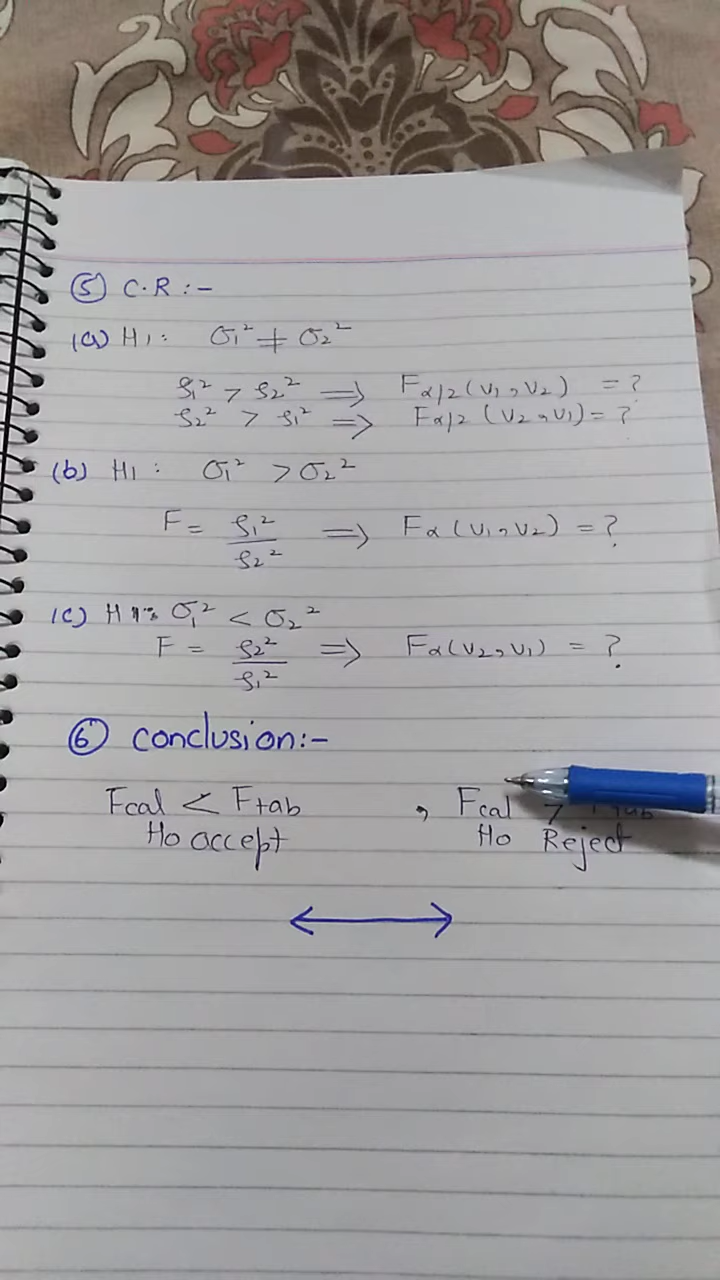 ⑤ C.R :-
(a) H₁ : σ₁² ≠ σ₂²
S₁² > S₂² ⟹ Fα/2 (v₁, v₂) = ?
S₂² > S₁² ⟹ Fα/2 (v₂, v₁) = ?
(b) H₁ : σ₁² > σ₂²
F = S₁²/S₂² ⟹ Fα (v₁, v₂) = ?
(c) H₁ : σ₁² < σ₂²
F = S₂²/S₁² ⟹ Fα (v₂, v₁) = ?
⑥ conclusion :-
Fcal < Ftab , Fcal > Ftab
Ho accept Ho Reject